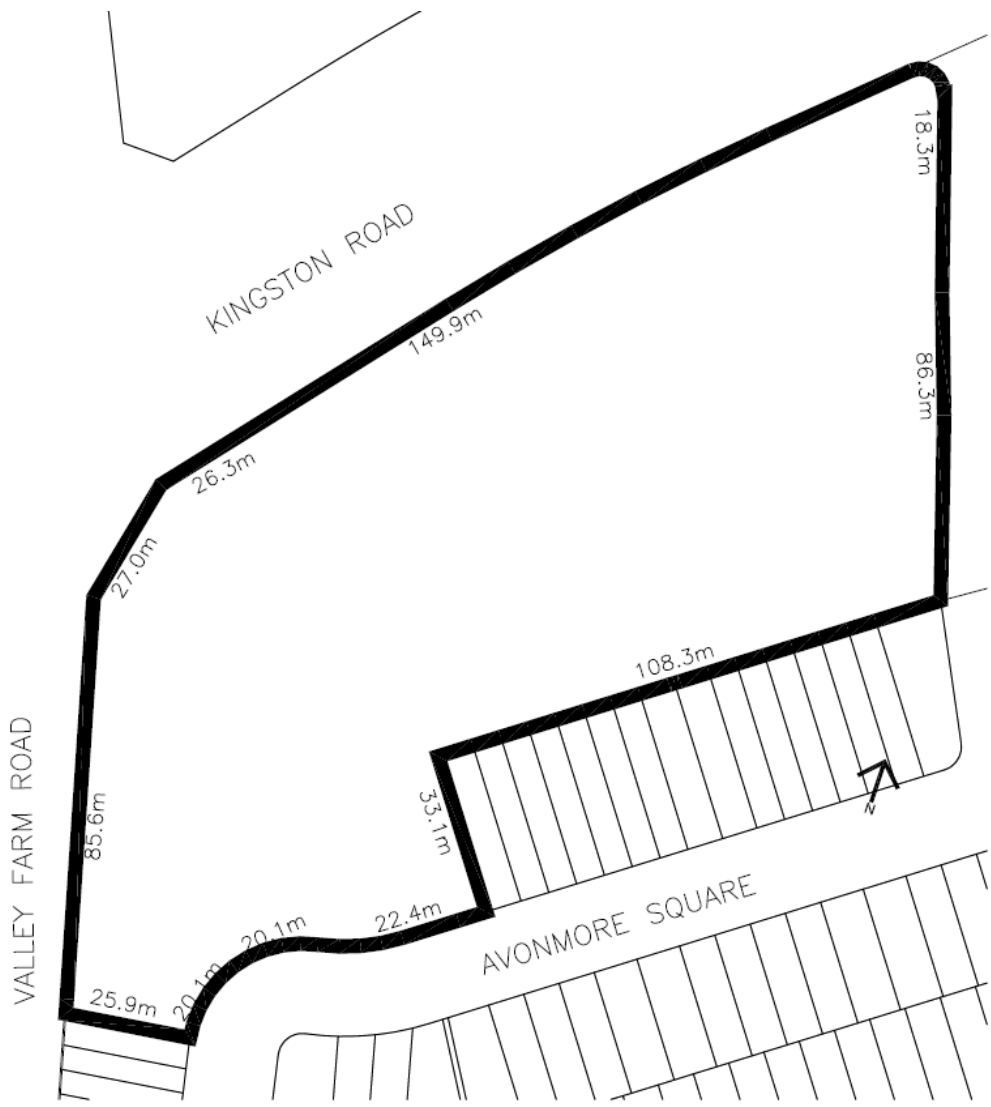 18.3m
KINGSTON ROAD
149.9m
86.3m
26.3m
27.0m
108.3m
VALLEY FARM ROAD
85.6m
33.1m
N
22.4m
20.1m
AVONMORE SQUARE
20.1m
25.9m